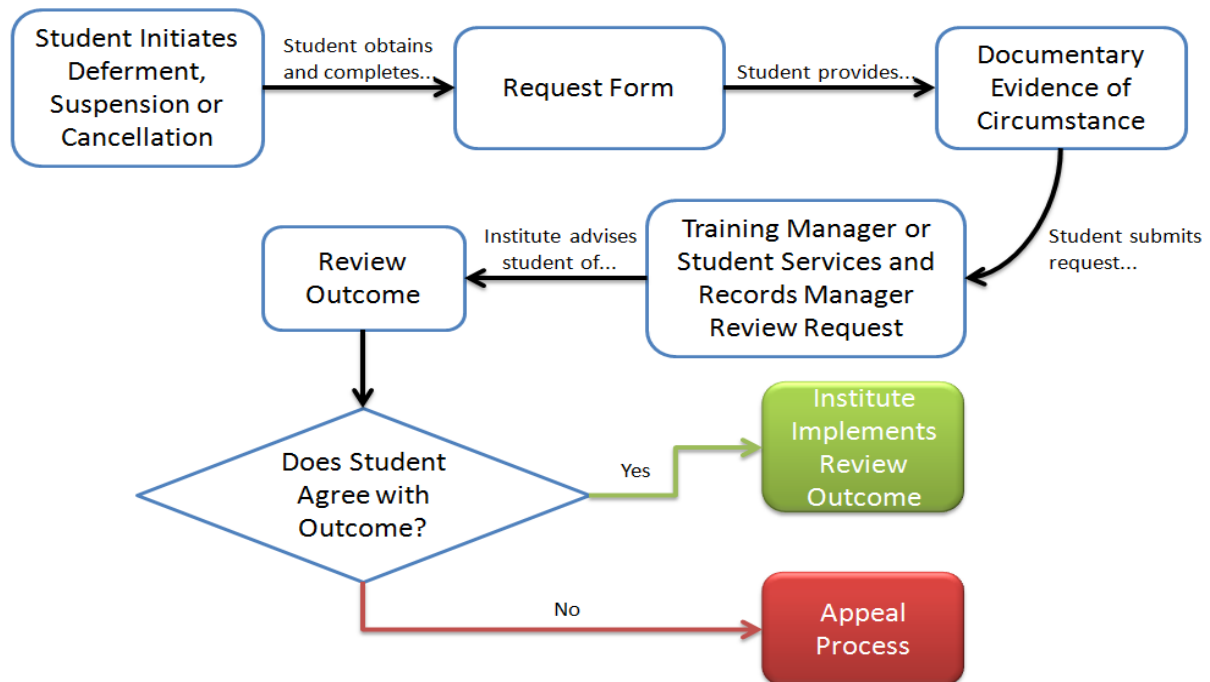 Student Initiates
Deferment,
Suspension or
Cancellation
Student obtains
and completes...
Request Form
Student provides...
Documentary
Evidence of
Circumstance
Student submits
request...
Training Manager or
Student Services and
Records Manager
Review Request
Institute advises
student of...
Review
Outcome
Does Student
Agree with
Outcome?
Yes
Institute
Implements
Review
Outcome
No
Appeal
Process